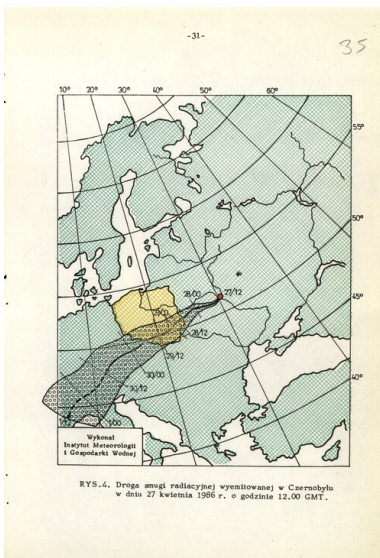 -31-
35
10° 20° 30° 40° 50° 60°
55°
50°
45°
40°
27/12
28/00
28/12
29/12
30/00
30/12
1/00
Wykonał
Instytut Meteorologii
i Gospodarki Wodnej
RYS.4. Droga smugi radiacyjnej wyemitowanej w Czernobylu
w dniu 27 kwietnia 1986 r. o godzinie 12.00 GMT.